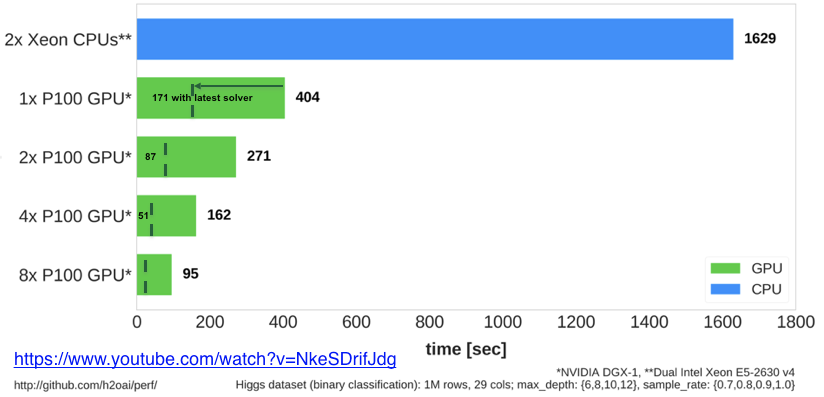 2x Xeon CPUs**
1629
1x P100 GPU*
171 with latest solver
404
2x P100 GPU*
87
271
4x P100 GPU*
51
162
8x P100 GPU*
95
GPU
CPU
0 200 400 600 800 1000 1200 1400 1600 1800
time [sec]
https://www.youtube.com/watch?v=NkeSDrifJdg
*NVIDIA DGX-1, **Dual Intel Xeon E5-2630 v4
http://github.com/h2oai/perf/
Higgs dataset (binary classification): 1M rows, 29 cols; max_depth: {6,8,10,12}, sample_rate: {0.7,0.8,0.9,1.0}